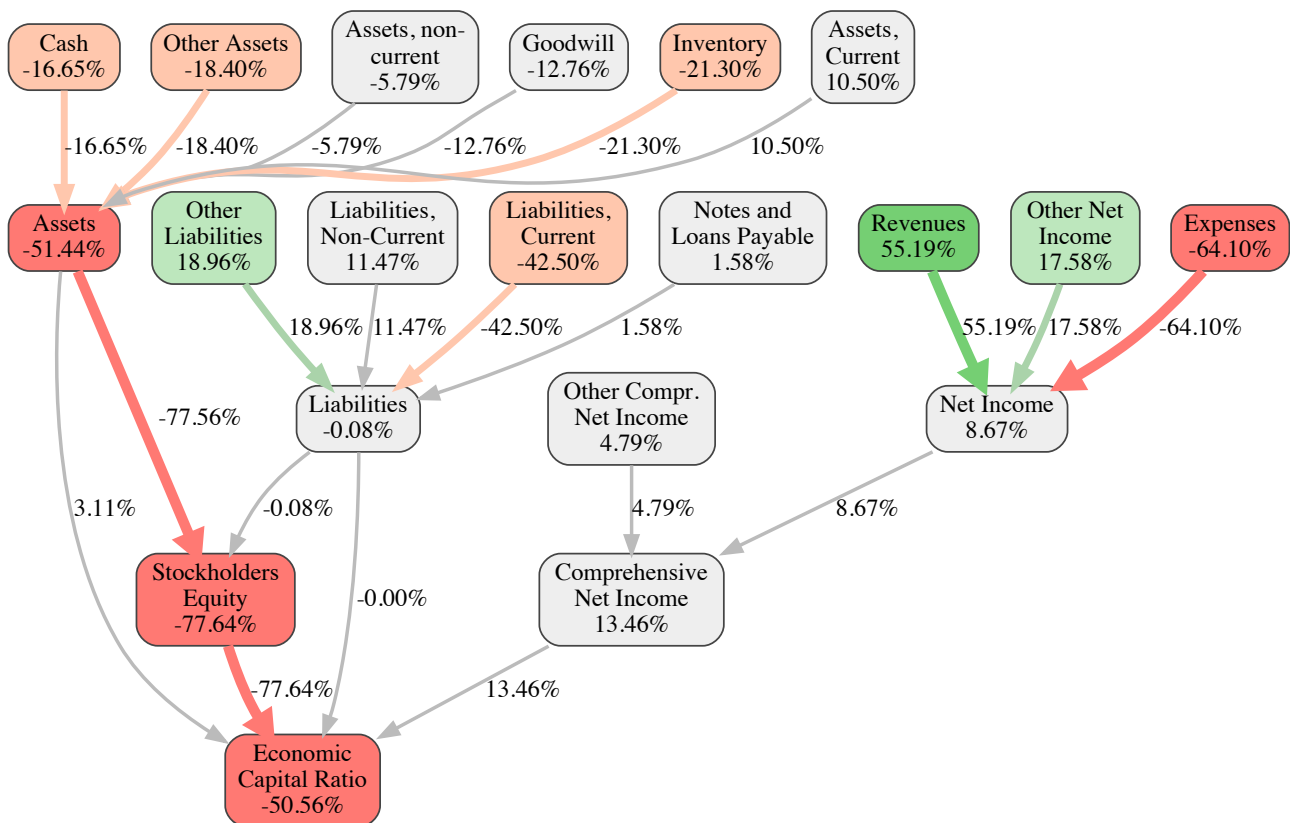 Cash
-16.65%
Other Assets
-18.40%
Assets, non-
current
-5.79%
Goodwill
-12.76%
Inventory
-21.30%
Assets,
Current
10.50%
-16.65%
-18.40%
-5.79%
-12.76%
-21.30%
10.50%
Assets
-51.44%
Other
Liabilities
18.96%
Liabilities,
Non-Current
11.47%
Liabilities,
Current
-42.50%
Notes and
Loans Payable
1.58%
Revenues
55.19%
Other Net
Income
17.58%
Expenses
-64.10%
18.96%
11.47%
-42.50%
1.58%
55.19%
17.58%
-64.10%
Liabilities
-0.08%
Other Compr.
Net Income
4.79%
Net Income
8.67%
-77.56%
3.11%
-0.08%
4.79%
8.67%
Stockholders
Equity
-77.64%
-0.00%
Comprehensive
Net Income
13.46%
-77.64%
13.46%
Economic
Capital Ratio
-50.56%